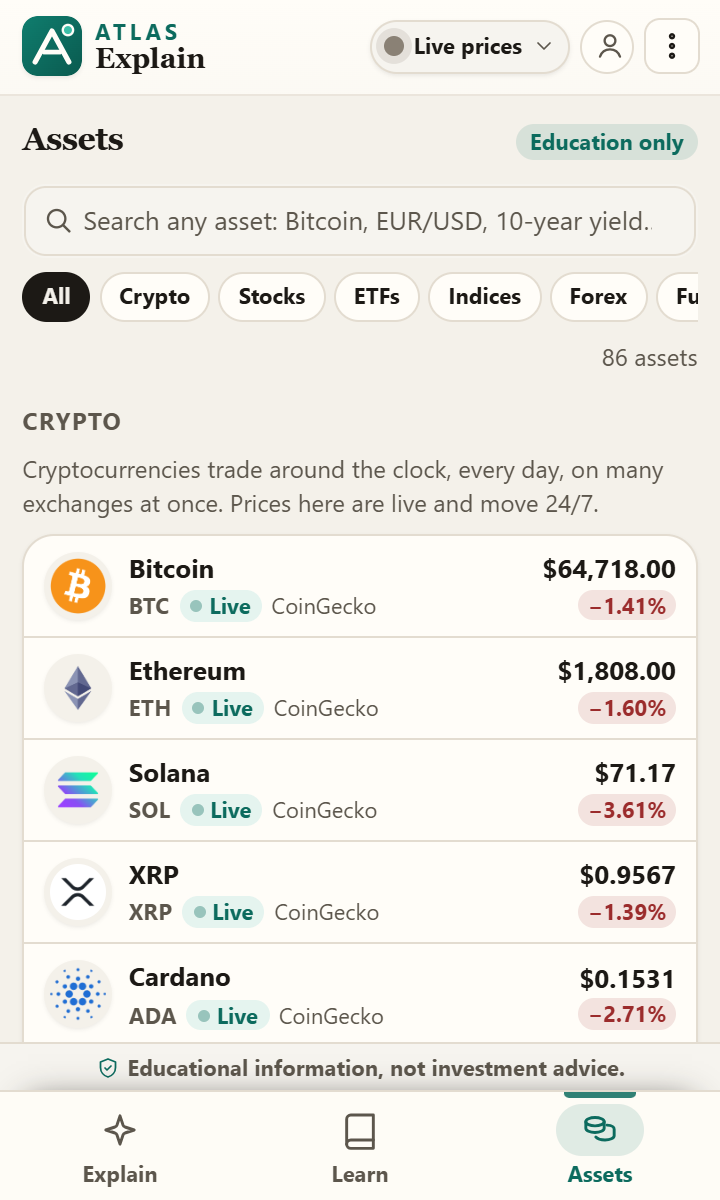 ATLAS
Explain
Live prices
Assets
Education only
Search any asset: Bitcoin, EUR/USD, 10-year yield..
All
Crypto
Stocks
ETFs
Indices
Forex
Fu
86 assets
CRYPTO
Cryptocurrencies trade around the clock, every day, on many
exchanges at once. Prices here are live and move 24/7.
Bitcoin
$64,718.00
BTC Live CoinGecko
−1.41%
Ethereum
$1,808.00
ETH Live CoinGecko
−1.60%
Solana
$71.17
SOL Live CoinGecko
−3.61%
XRP
$0.9567
XRP Live CoinGecko
−1.39%
Cardano
$0.1531
ADA Live CoinGecko
−2.71%
Educational information, not investment advice.
Explain
Learn
Assets